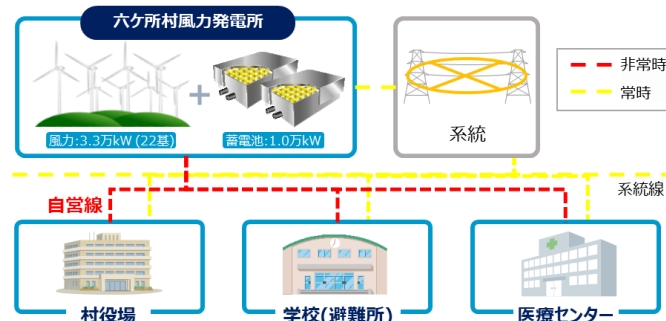 六ケ所村風力発電所
風力:3.3万kW (22基)
蓄電池:1.0万kW
系統
非常時
常時
系統線
自営線
村役場
学校(避難所)
医療センター